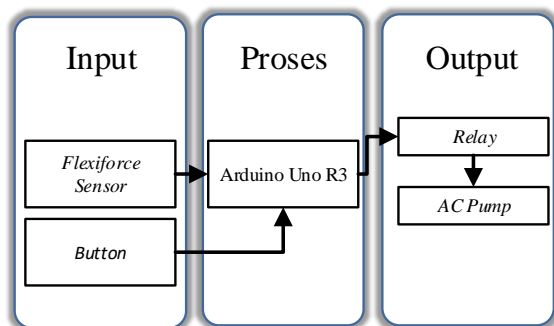 Input
Flexiforce
Sensor
Button
Proses
Arduino Uno R3
Output
Relay
AC Pump